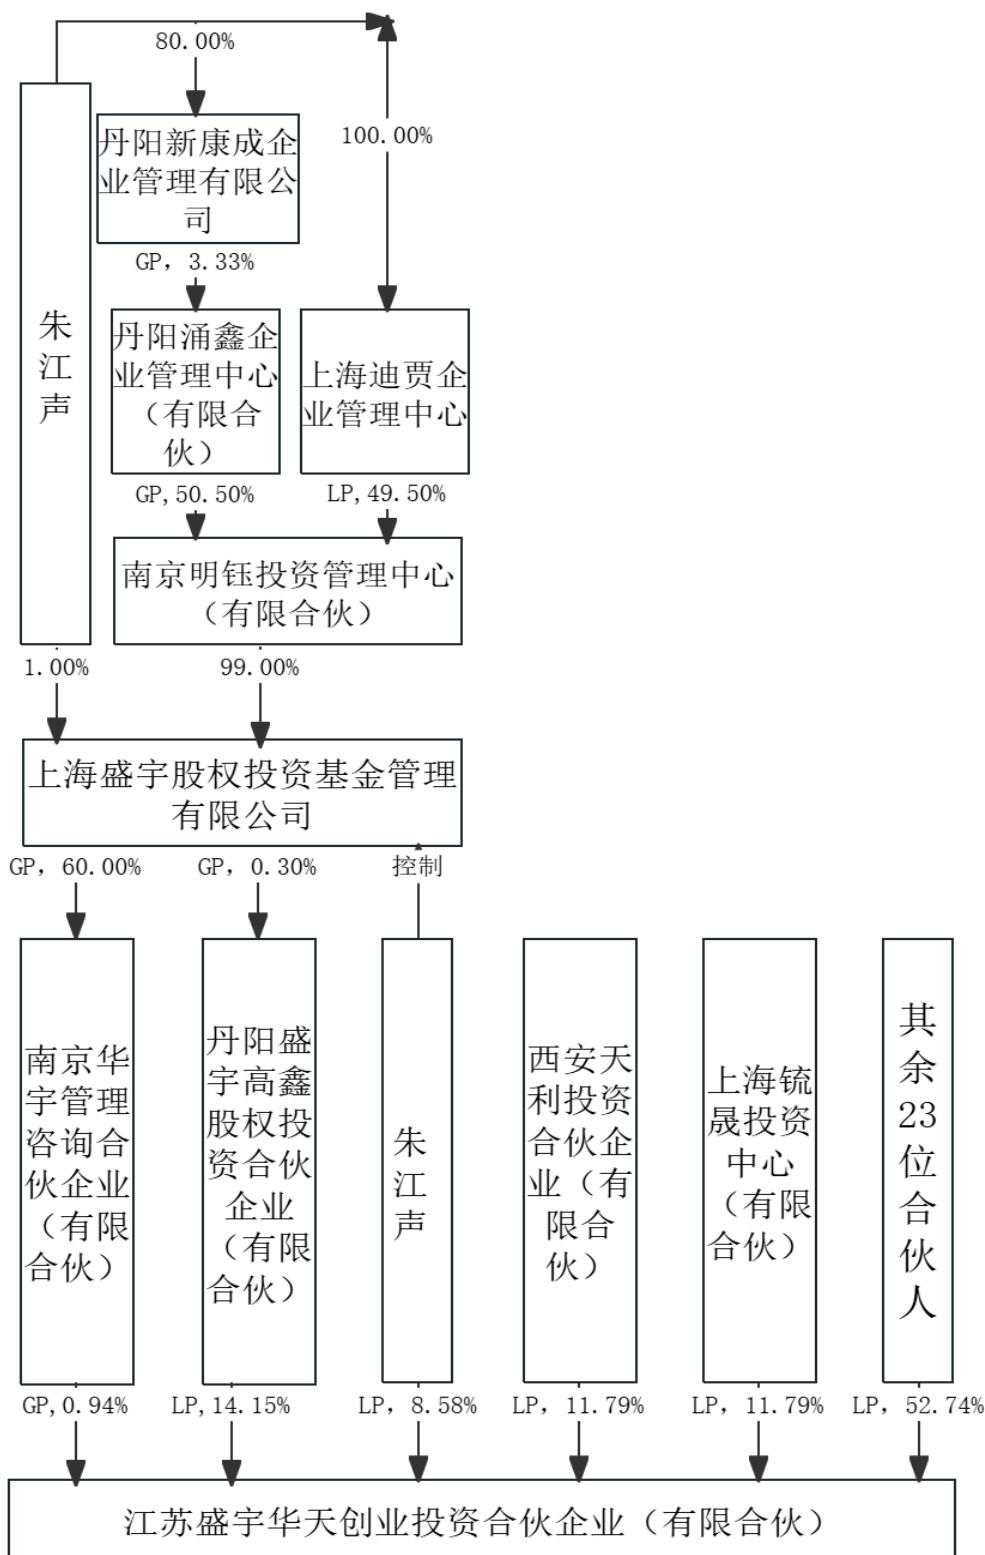 80.00%
100.00%
丹阳新康成企
业管理有限公
司
GP，3.33%
朱
江
声
丹阳涌鑫企
业管理中心
（有限合
伙）
上海迪贾企
业管理中心
GP,50.50%
LP,49.50%
南京明钰投资管理中心
（有限合伙）
1.00%
99.00%
上海盛宇股权投资基金管理
有限公司
GP，60.00%
GP，0.30%
控制
南京华
宇管理
咨询合
伙企业
（有限
合伙）
丹阳盛
宇高鑫
股权投
资合伙
企业
（有限
合伙）
朱
江
声
西安天
利投资
合伙企
业（有
限合
伙）
上海锍
晟投资
中心
（有限
合伙）
其
余
23
位
合
伙
人
GP,0.94%
LP,14.15%
LP，8.58%
LP，11.79%
LP，11.79%
LP，52.74%
江苏盛宇华天创业投资合伙企业（有限合伙）